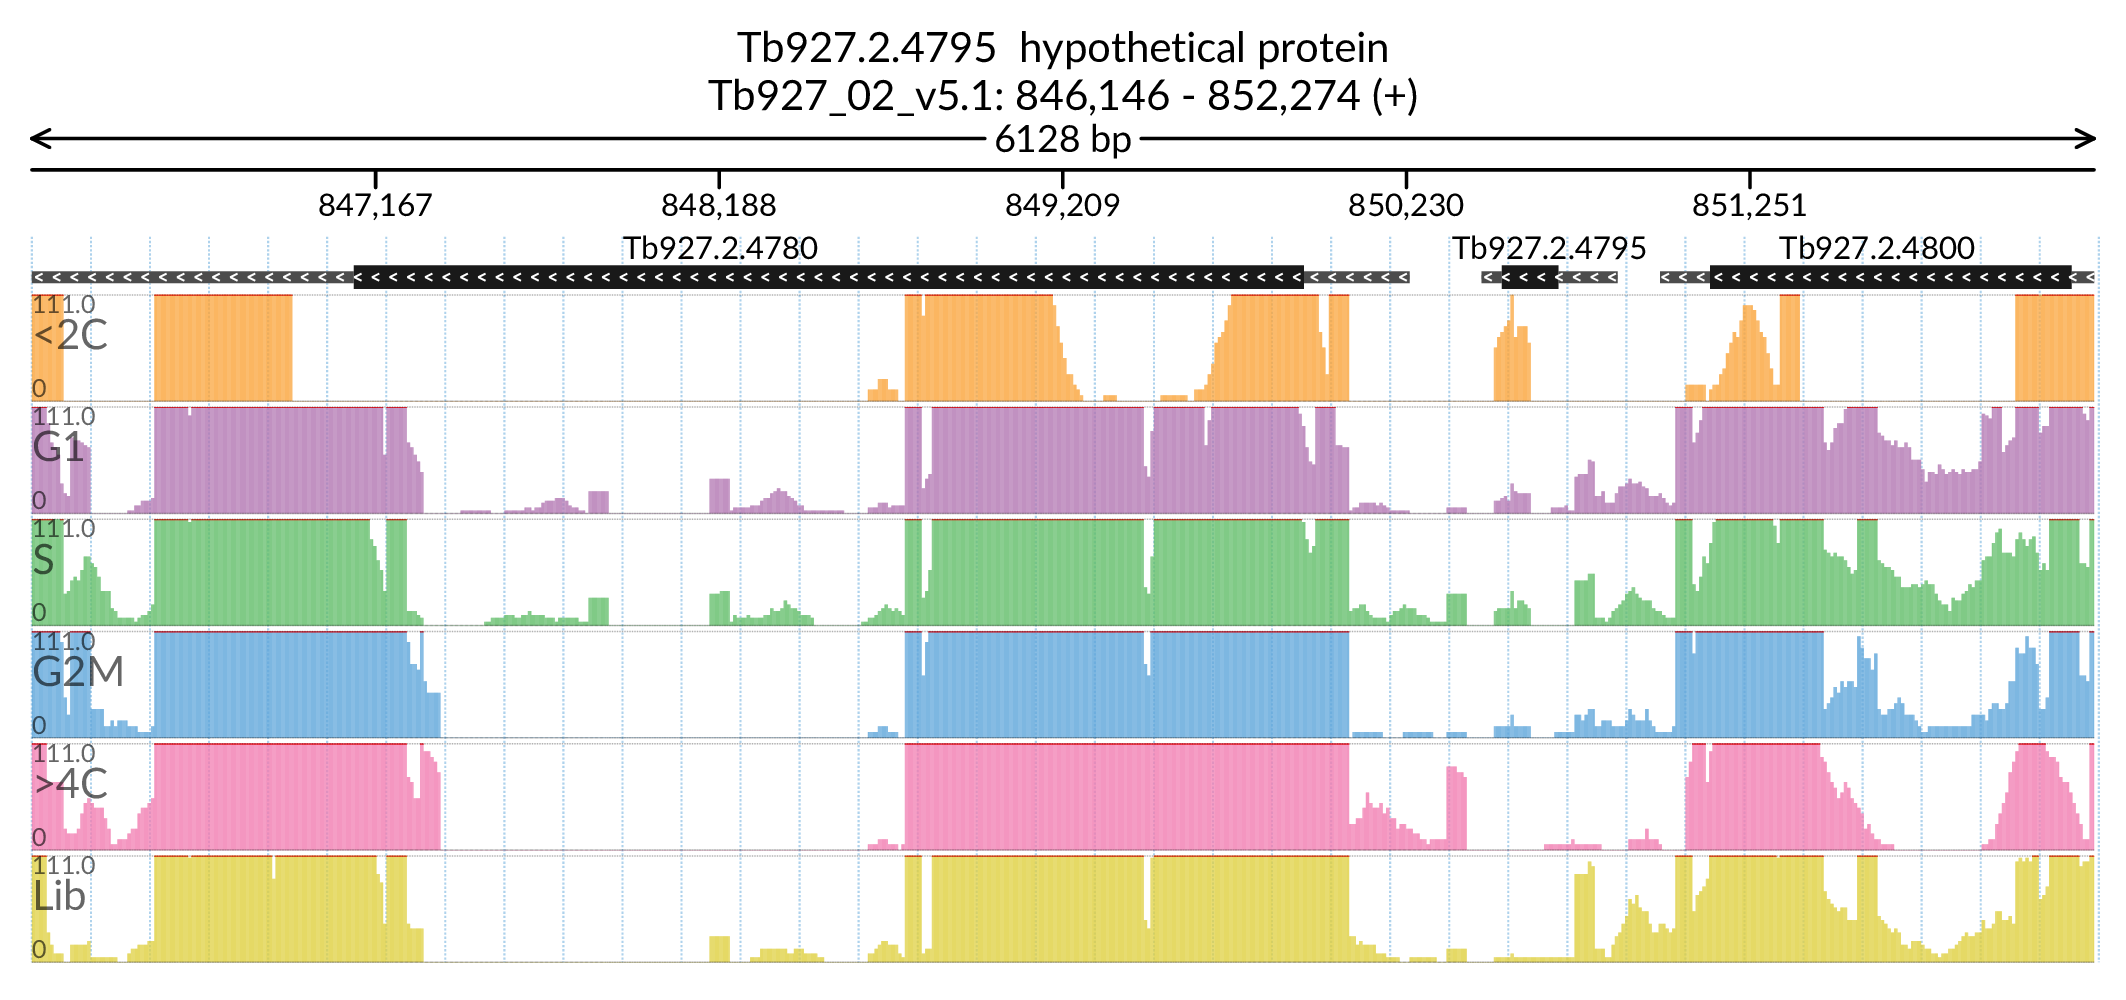 Tb927.2.4795  hypothetical protein
Tb927_02_v5.1: 846,146 - 852,274 (+)
6128 bp
847,167 848,188 849,209 850,230 851,251
Tb927.2.4780 Tb927.2.4795 Tb927.2.4800
111.0
<2C
0
111.0
G1
0
111.0
S
0
111.0
G2M
0
111.0
>4C
0
111.0
Lib
0